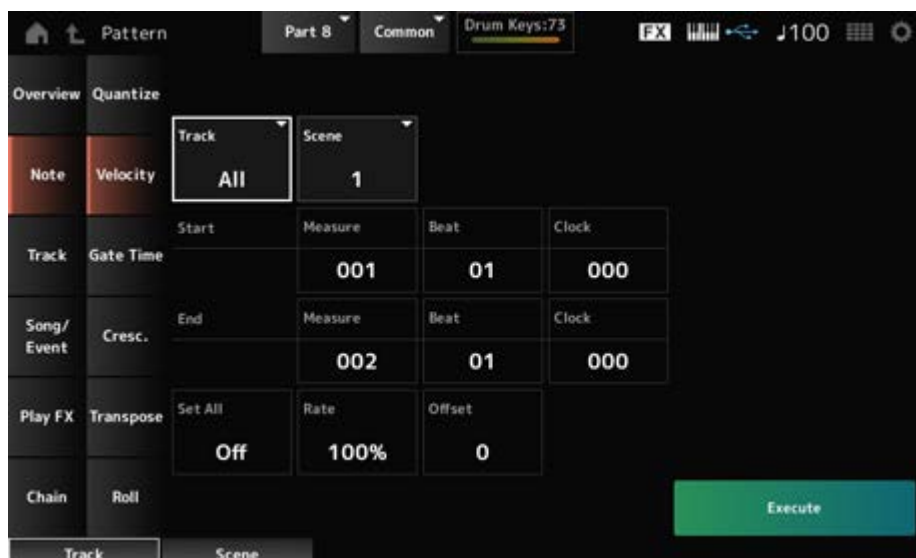 Pattern
Part 8
Common
Drum Keys:73
FX
♩100
Overview
Quantize
Note
Velocity
Track
Gate Time
Song/
Event
Cresc.
Play FX
Transpose
Chain
Roll
Track
All
Scene
1
Start
Measure
001
Beat
01
Clock
000
End
Measure
002
Beat
01
Clock
000
Set All
Off
Rate
100%
Offset
0
Execute
Track
Scene